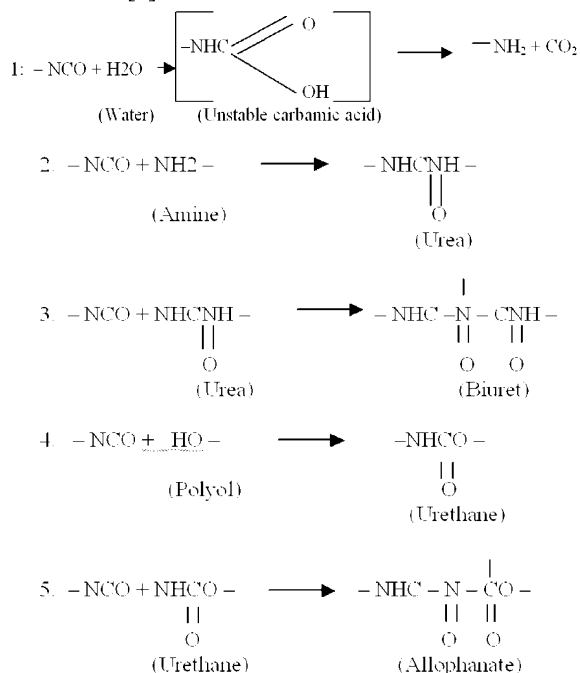 O
–NHC
1: – NCO + H2O
–NH₂ + CO₂
OH
(Water) (Unstable carbamic acid)
2. – NCO + NH2 – – NHCNH –
(Amine) O
(Urea)
3. – NCO + NHCNH – – NHC –N– CNH –
O O O
(Urea) (Biuret)
4. – NCO + HO – –NHCO –
(Polyol) O
(Urethane)
5. – NCO + NHCO – – NHC – N – CO –
O O O
(Urethane) (Allophanate)